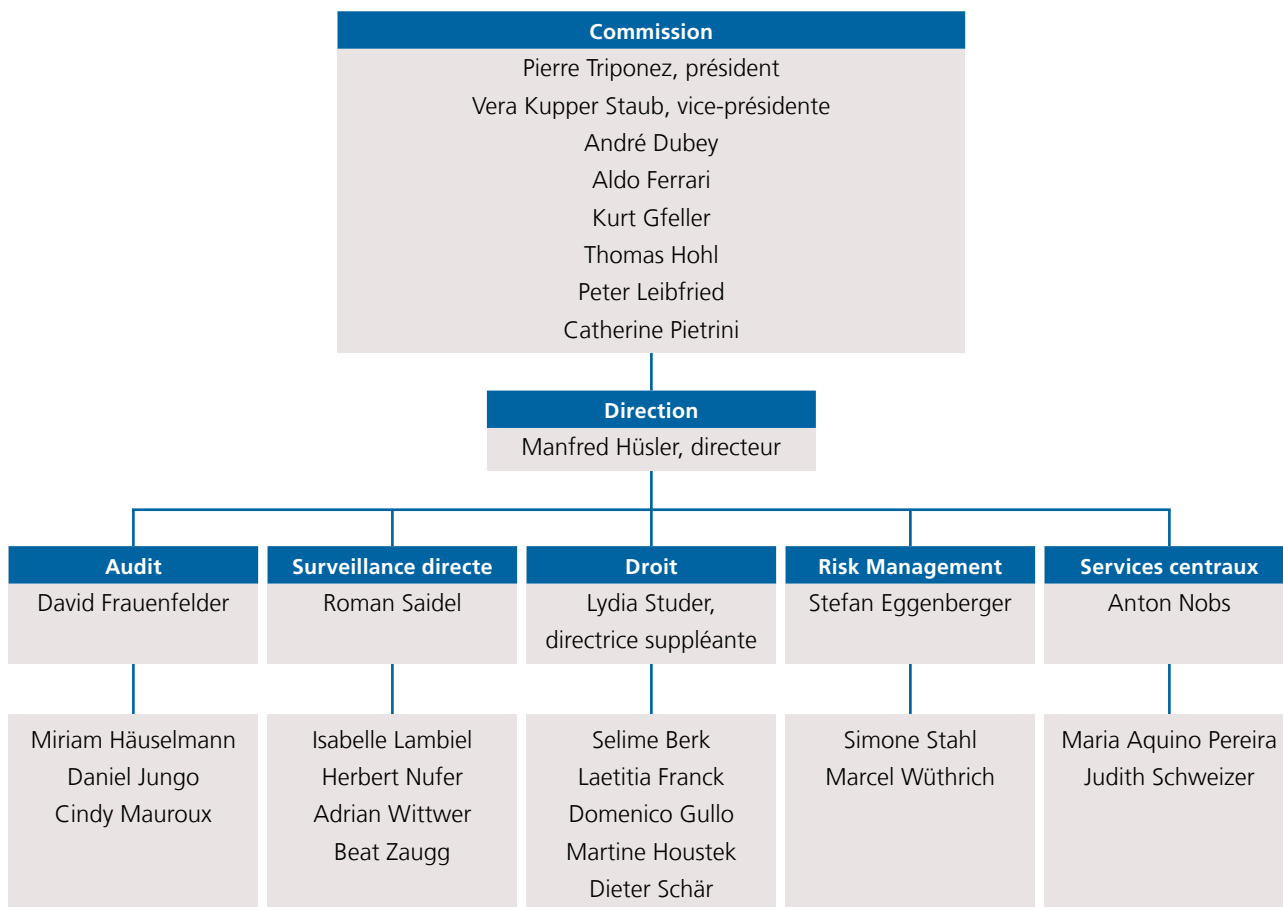 Commission
Pierre Triponez, président
Vera Kupper Staub, vice-présidente
André Dubey
Aldo Ferrari
Kurt Gfeller
Thomas Hohl
Peter Leibfried
Catherine Pietrini
Direction
Manfred Hüsler, directeur
Audit
David Frauenfelder
Miriam Häuselmann
Daniel Jungo
Cindy Mauroux
Surveillance directe
Roman Saidel
Isabelle Lambiel
Herbert Nufer
Adrian Wittwer
Beat Zaugg
Droit
Lydia Studer,
directrice suppléante
Selime Berk
Laetitia Franck
Domenico Gullo
Martine Houstek
Dieter Schär
Risk Management
Stefan Eggenberger
Simone Stahl
Marcel Wüthrich
Services centraux
Anton Nobs
Maria Aquino Pereira
Judith Schweizer